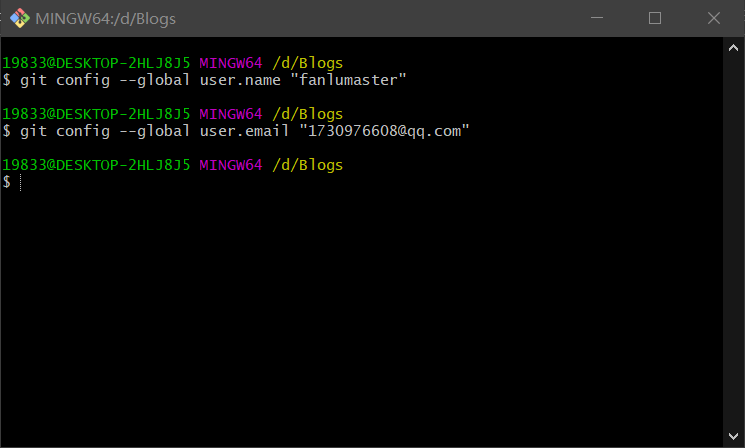 MINGW64:/d/Blogs
19833@DESKTOP-2HLJ8J5 MINGW64 /d/Blogs
$ git config --global user.name "fanlumaster"
19833@DESKTOP-2HLJ8J5 MINGW64 /d/Blogs
$ git config --global user.email "1730976608@qq.com"
19833@DESKTOP-2HLJ8J5 MINGW64 /d/Blogs
$